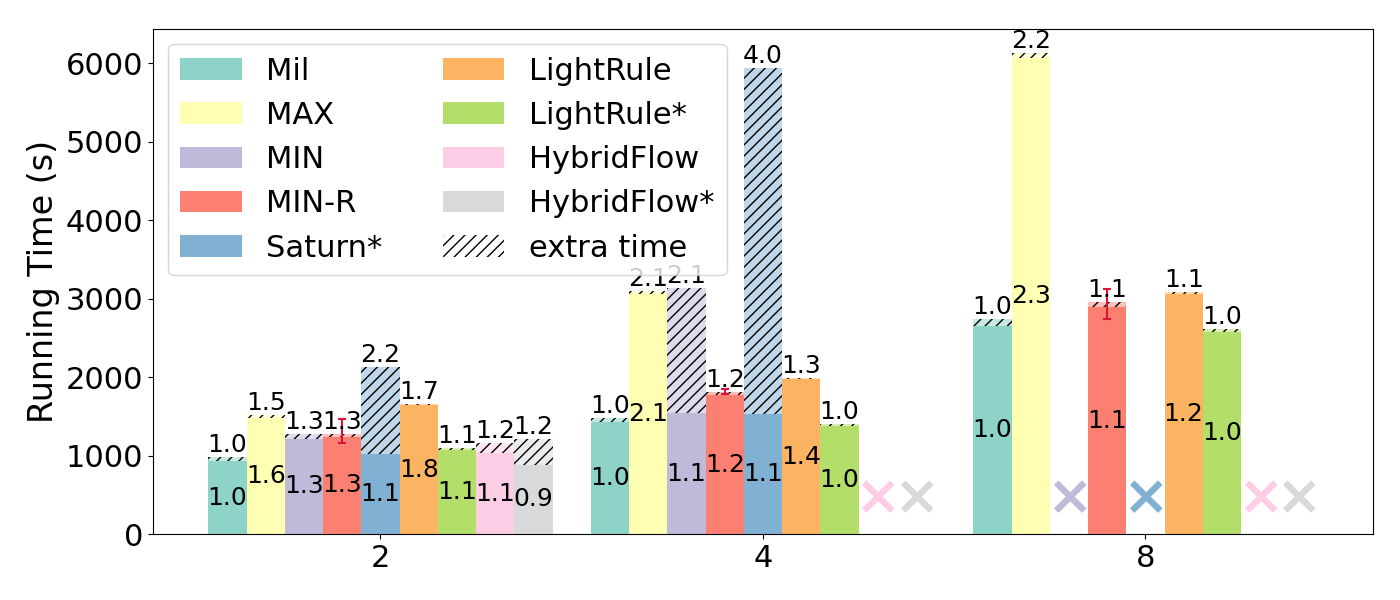 Running Time (s)
6000
5000
4000
3000
2000
1000
0
Mil
MAX
MIN
MIN-R
Saturn*
LightRule
LightRule*
HybridFlow
HybridFlow*
extra time
1.0 1.5 1.3 1.3 2.2 1.7 1.1 1.2 1.2
1.0 1.6 1.3 1.3 1.1 1.8 1.1 1.1 0.9
1.0 2.1 2.1 1.2 4.0 1.3 1.0
1.0 2.1 1.1 1.2 1.1 1.4 1.0
1.0 2.2 1.1 1.1 1.0
1.0 2.3 1.1 1.2 1.0
2 4 8